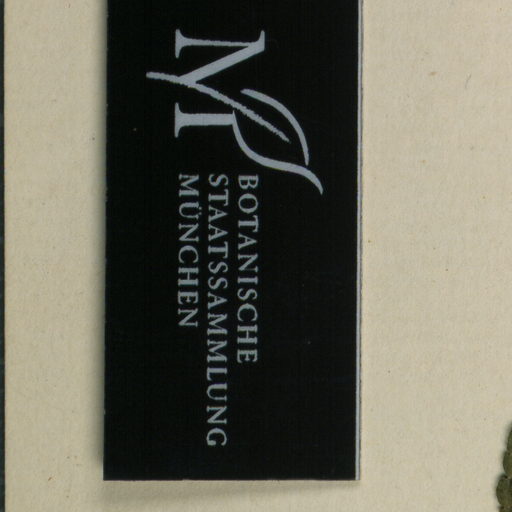 M
BOTANISCHE
STAATSSAMMLUNG
MÜNCHEN